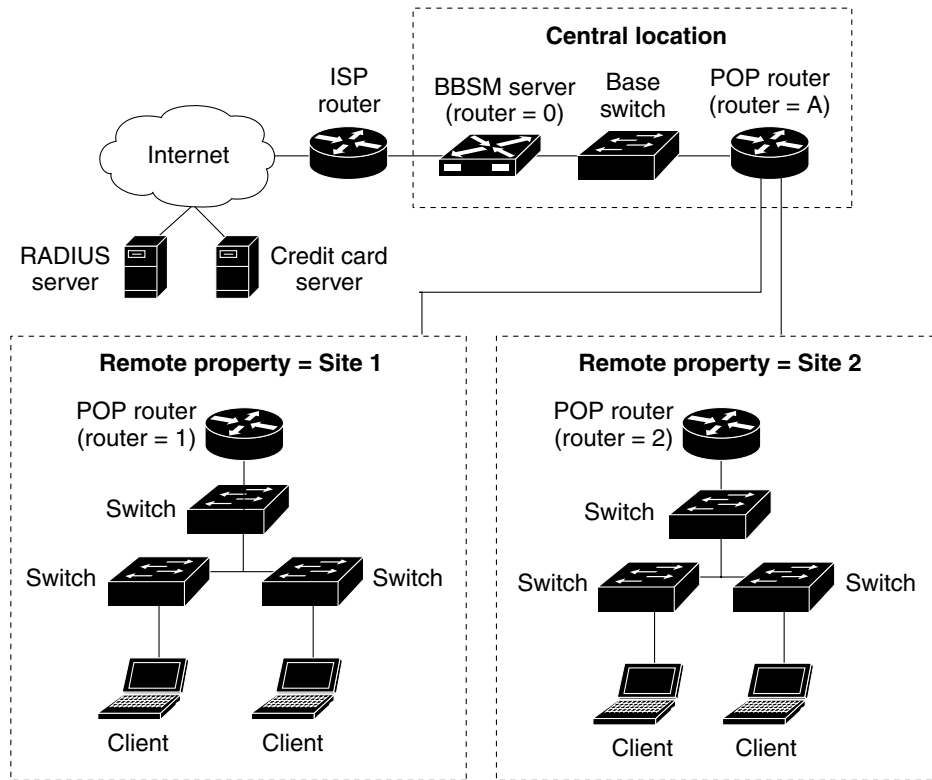 Central location
ISP
router
BBSM server
(router = 0)
Base
switch
POP router
(router = A)
Internet
RADIUS
server
Credit card
server
Remote property = Site 1
POP router
(router = 1)
Switch
Switch
Switch
Client
Client
Remote property = Site 2
POP router
(router = 2)
Switch
Switch
Switch
Client
Client